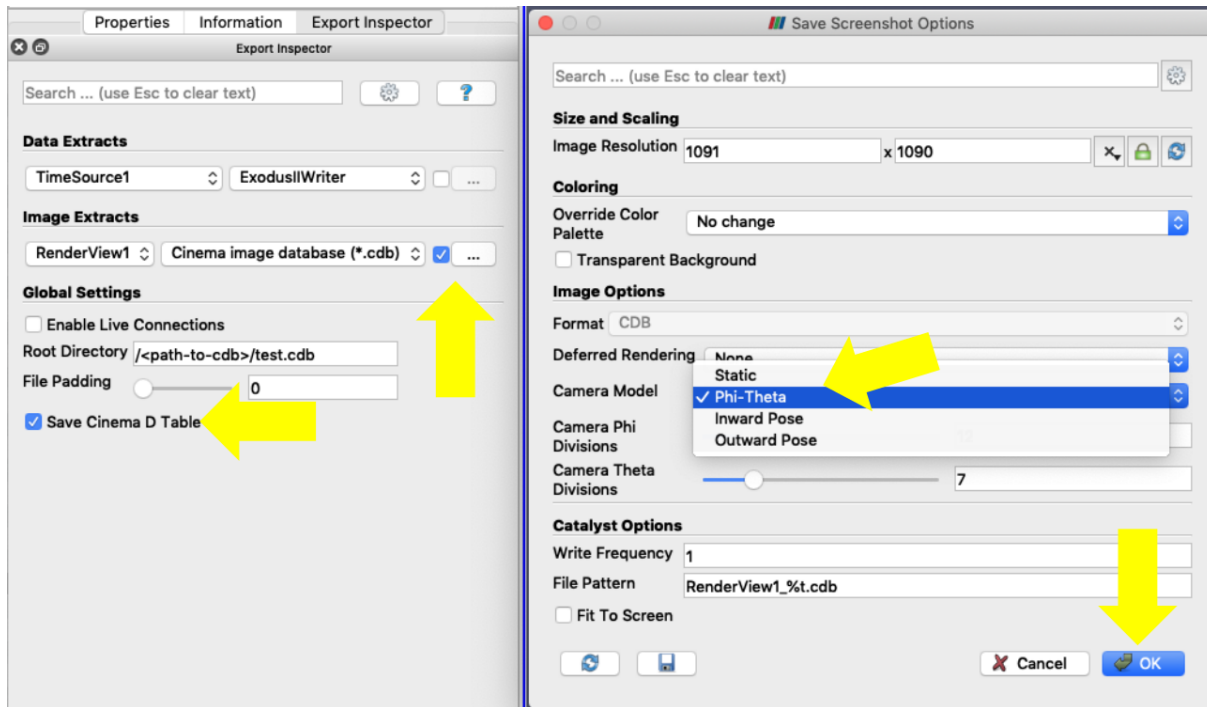 Properties Information Export Inspector
Export Inspector
Search ... (use Esc to clear text) ?
Data Extracts
TimeSource1 ExodusIIWriter ...
Image Extracts
RenderView1 Cinema image database (*.cdb) ...
Global Settings
Enable Live Connections
Root Directory /<path-to-cdb>/test.cdb
File Padding 0
Save Cinema D Table
Save Screenshot Options
Search ... (use Esc to clear text)
Size and Scaling
Image Resolution 1091 x 1090
Coloring
Override Color
Palette
No change
Transparent Background
Image Options
Format CDB
Deferred Rendering None
Static
Camera Model
✓ Phi-Theta
Inward Pose
Outward Pose
Camera Phi
Divisions
Camera Theta
Divisions
7
Catalyst Options
Write Frequency 1
File Pattern RenderView1_%t.cdb
Fit To Screen
Cancel OK